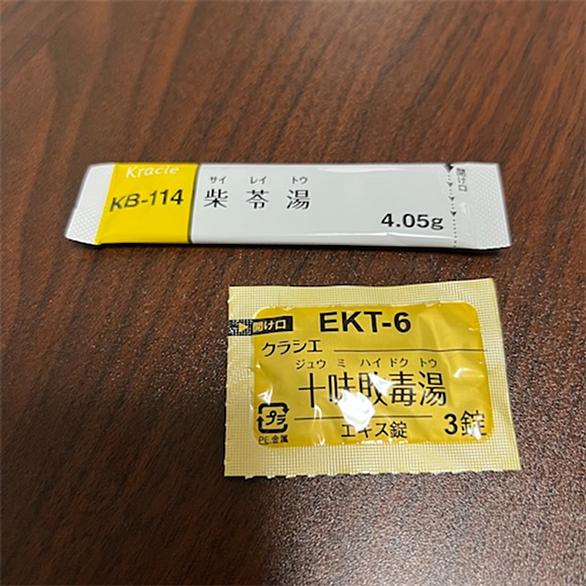 Kracie
KB-114
サイ レイ トウ
柴苓湯
4.05g
開け口
開け口
EKT-6
クラシエ
ジュウ ミ ハイ ドク トウ
十味敗毒湯
エキス錠 3錠
プラ
PE.金属